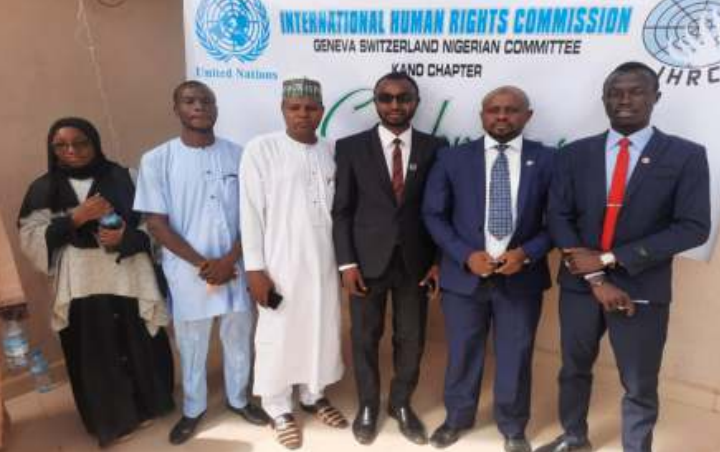 INTERNATIONAL HUMAN RIGHTS COMMISSION
GENEVA SWITZERLAND NIGERIAN COMMITTEE
United Nations
KANO CHAPTER
IHRC